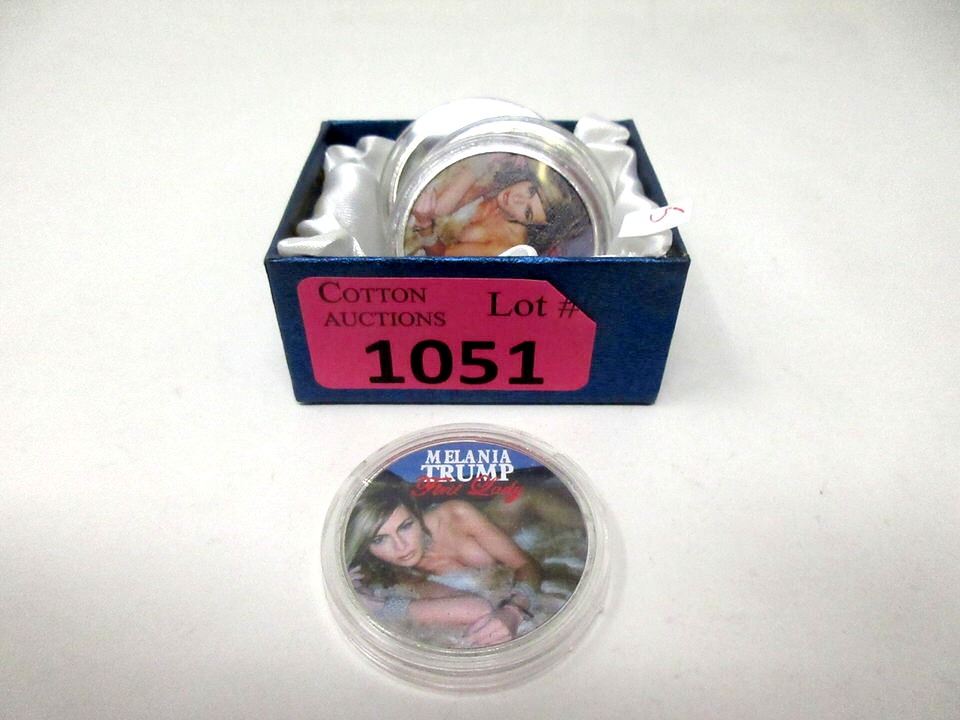 COTTON
AUCTIONS
Lot #
1051
MELANIA
TRUMP
First Lady